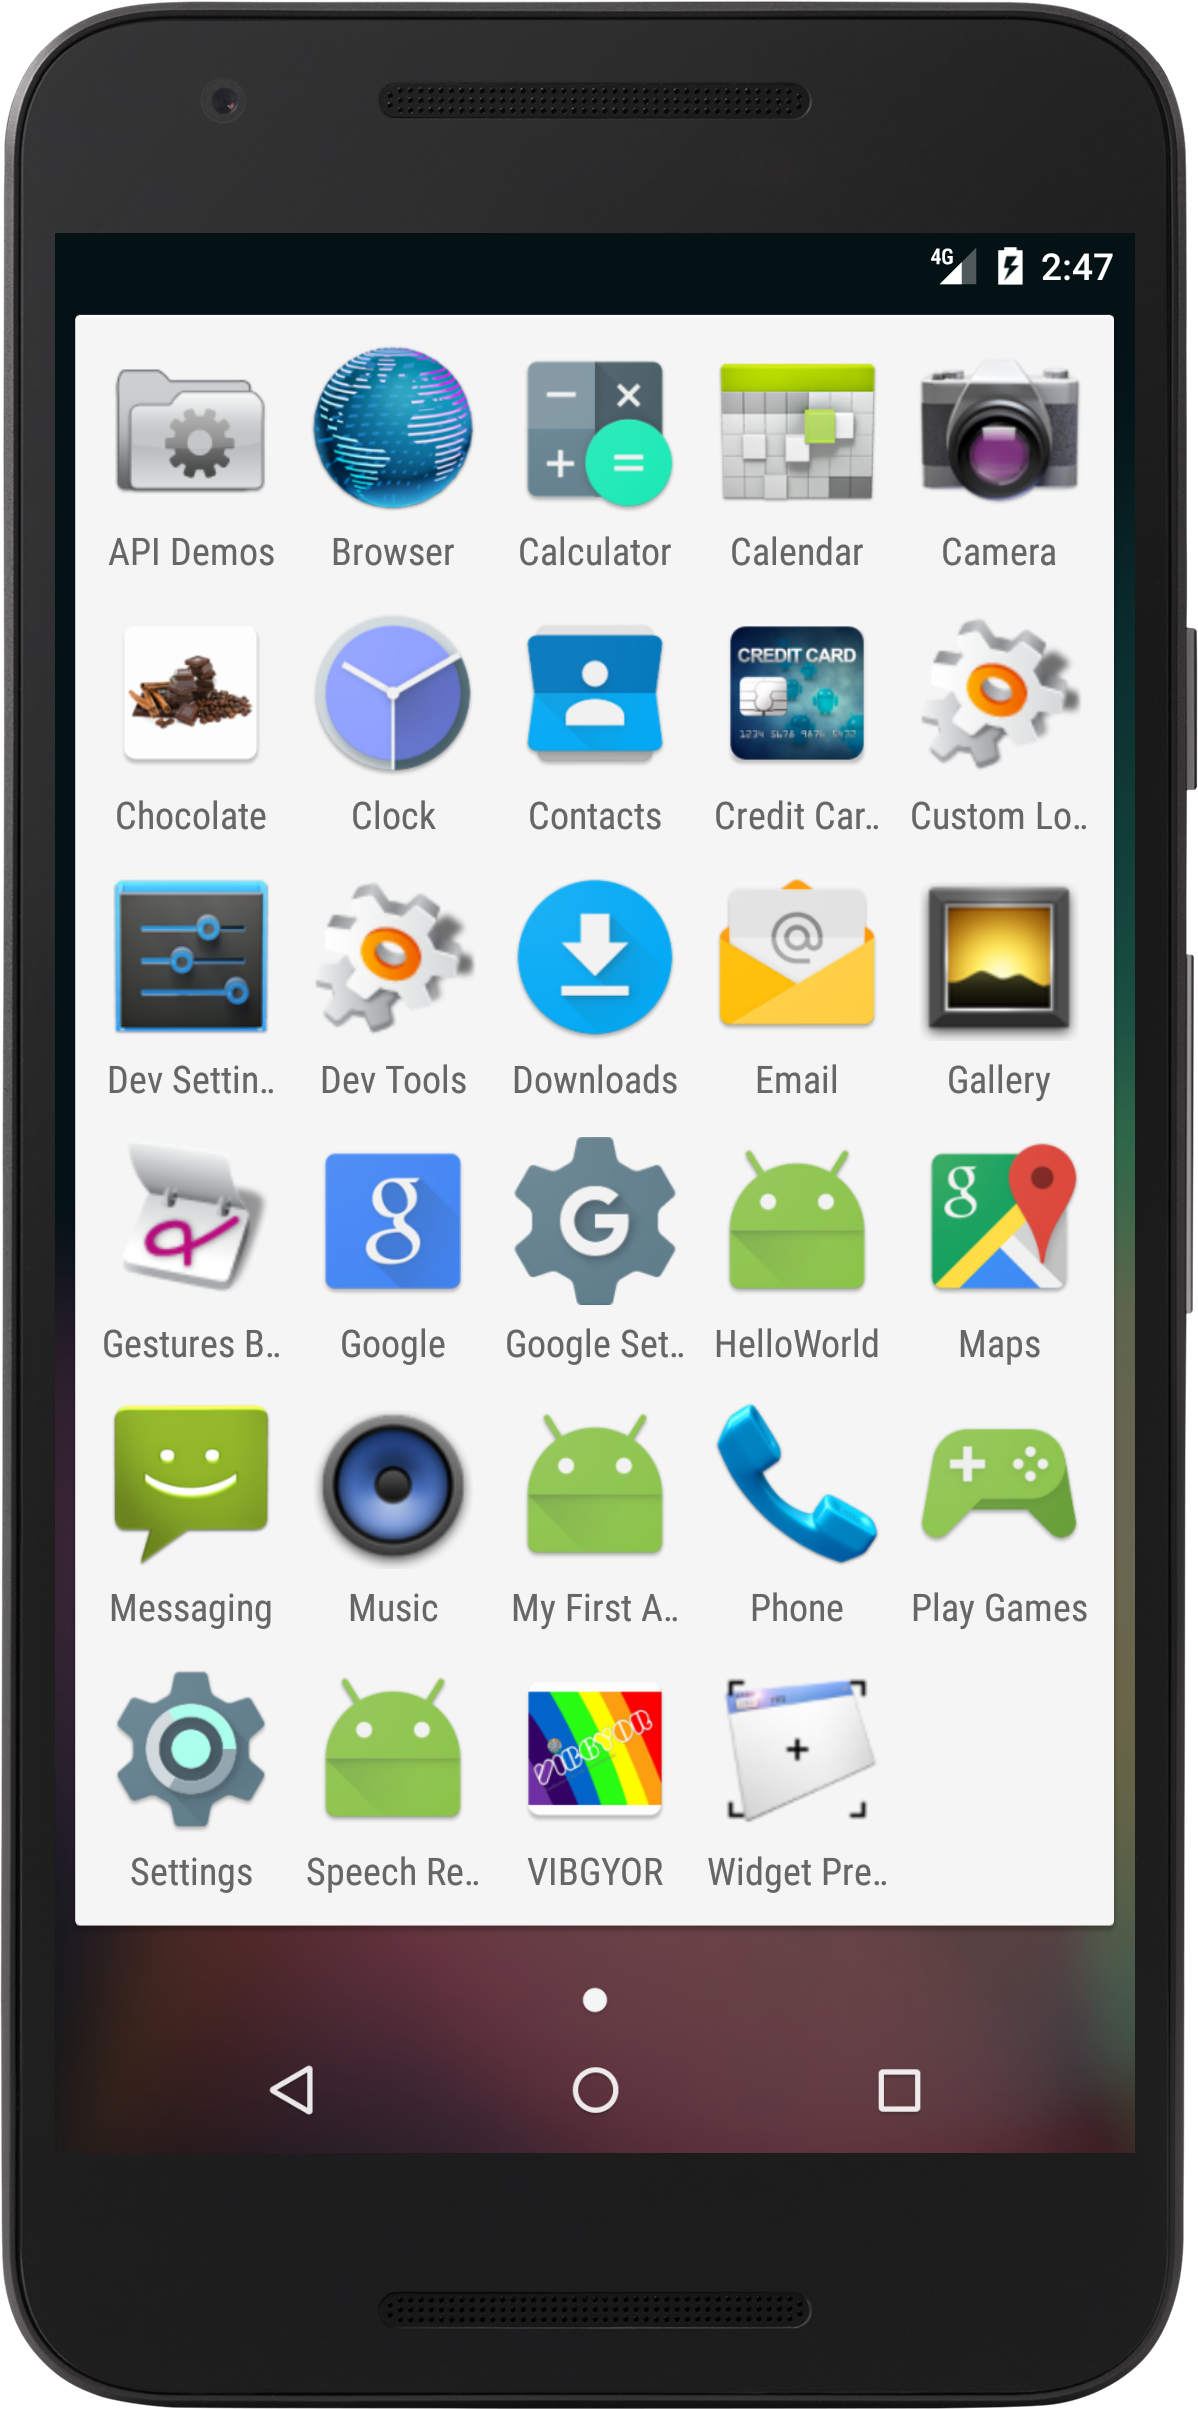 4G 2:47
API Demos Browser Calculator Calendar Camera
CREDIT CARD
1234 5678 9876 5432
Chocolate Clock Contacts Credit Car.. Custom Lo..
Dev Settin.. Dev Tools Downloads Email Gallery
g G g
Gestures B.. Google Google Set.. HelloWorld Maps
Messaging Music My First A.. Phone Play Games
VIBGYOR
Settings Speech Re.. VIBGYOR Widget Pre..